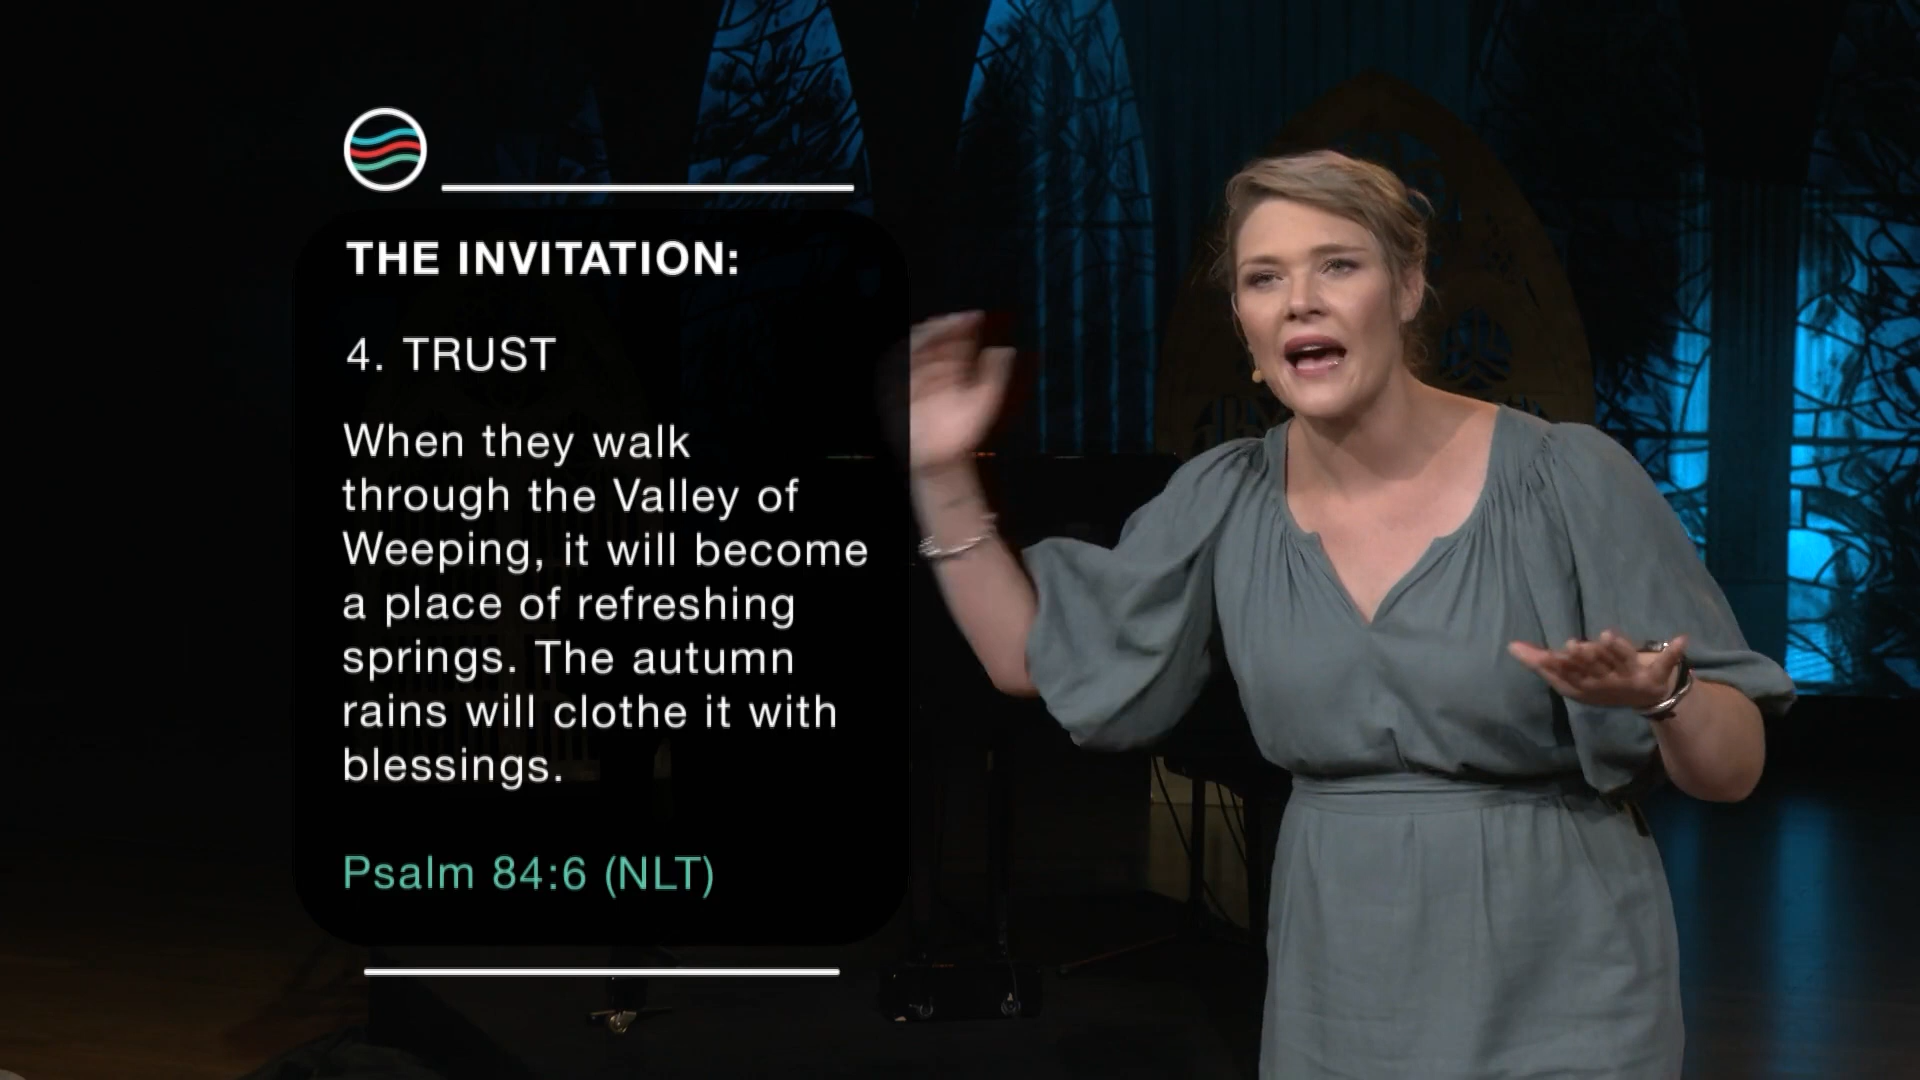 THE INVITATION:
4. TRUST
When they walk
through the Valley of
Weeping, it will become
a place of refreshing
springs. The autumn
rains will clothe it with
blessings.
Psalm 84:6 (NLT)